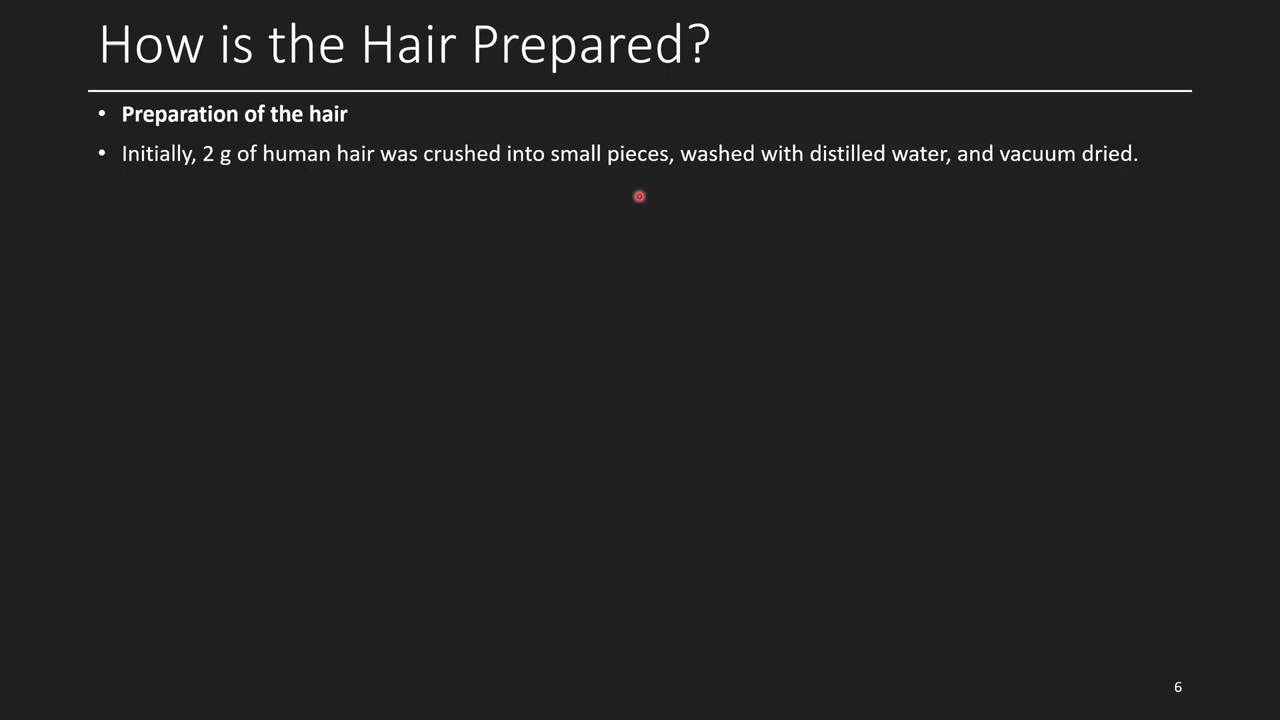 How is the Hair Prepared?
• Preparation of the hair
• Initially, 2 g of human hair was crushed into small pieces, washed with distilled water, and vacuum dried.
6